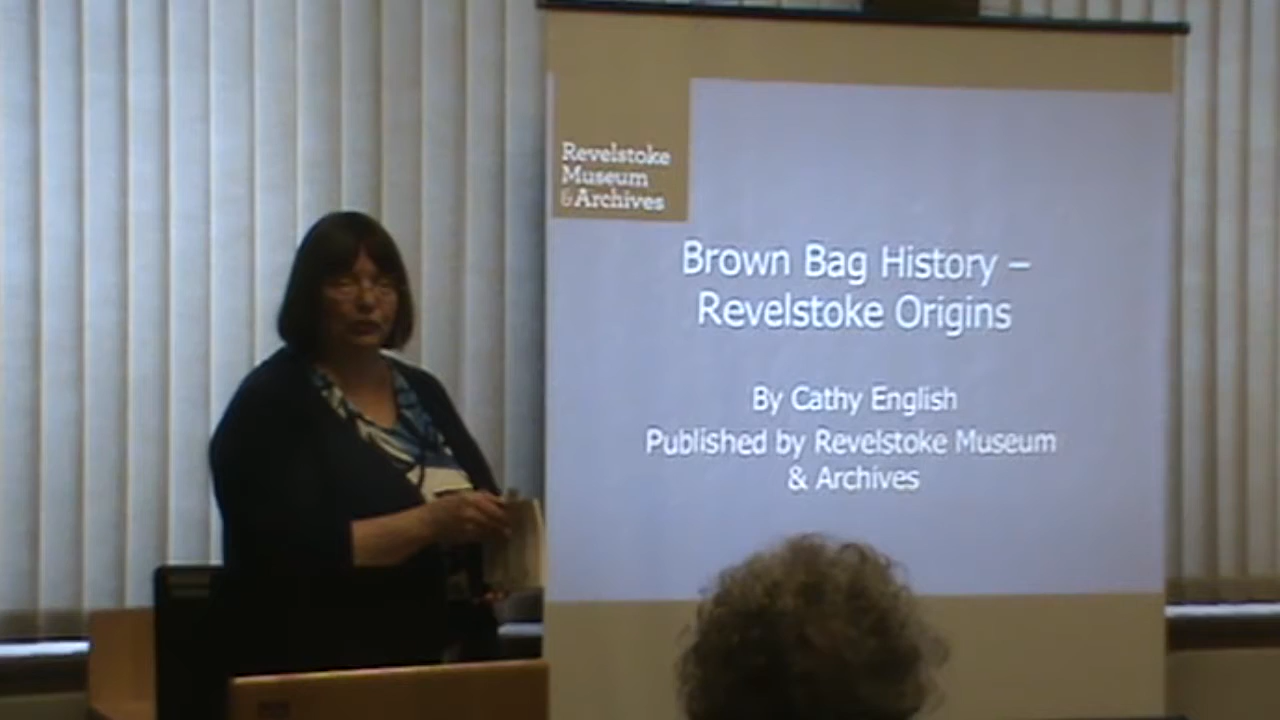 Revelstoke
Museum
&Archives
Brown Bag History –
Revelstoke Origins
By Cathy English
Published by Revelstoke Museum
& Archives